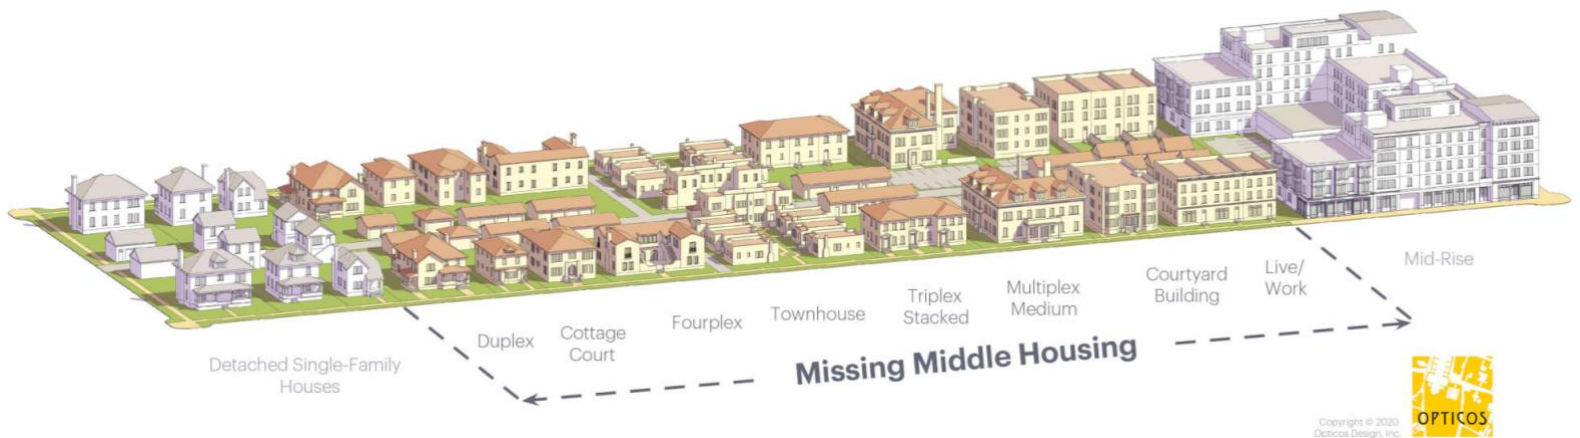 Detached Single-Family
Houses
Duplex
Cottage
Court
Fourplex
Townhouse
Triplex
Stacked
Multiplex
Medium
Courtyard
Building
Live/
Work
Mid-Rise
Missing Middle Housing
Copyright © 2020
Opticos Design, Inc.
OPTICOS